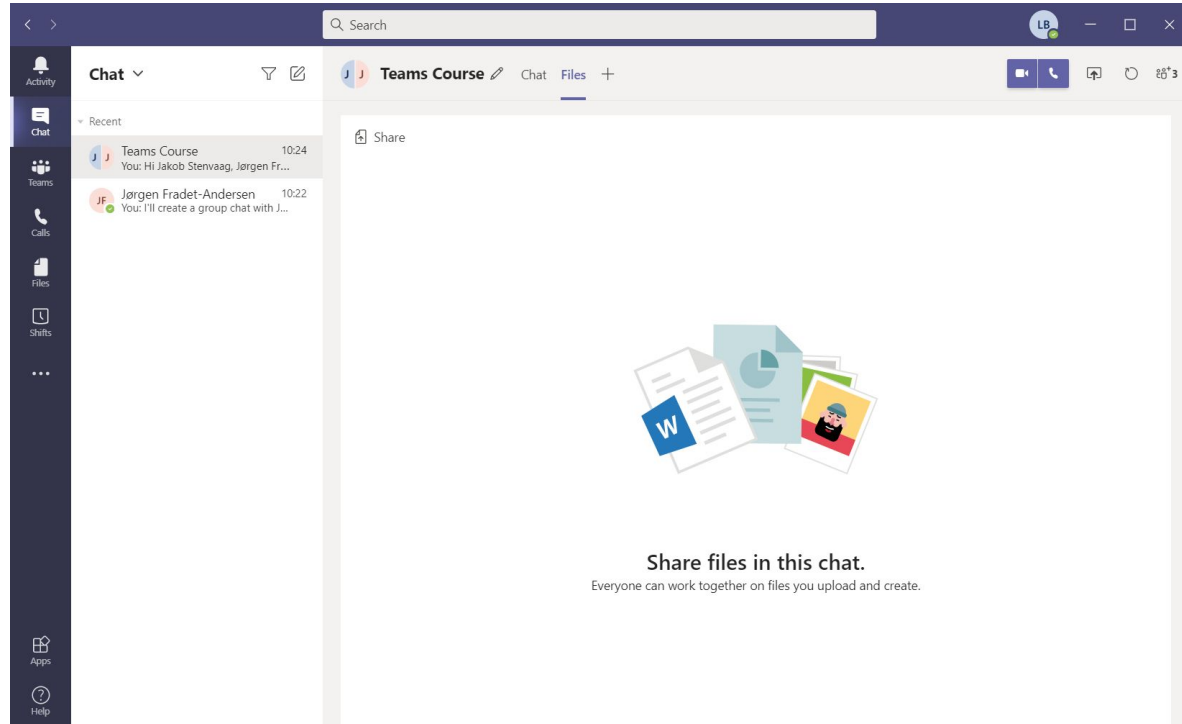 Search
LB
Activity
Chat
Teams
Calls
Files
Shifts
Apps
Help
Chat
Recent
J J Teams Course 10:24
You: Hi Jakob Stenvaag, Jørgen Fr...
JF Jørgen Fradet-Andersen 10:22
You: I'll create a group chat with J...
J J Teams Course Chat Files 3
Share
W
Share files in this chat.
Everyone can work together on files you upload and create.